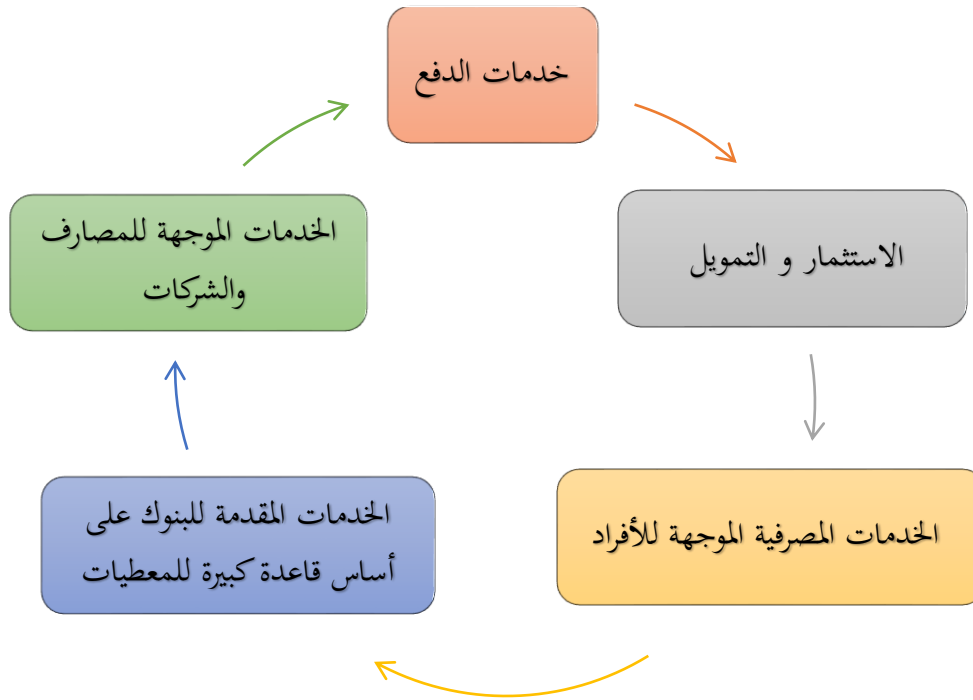 خدمات الدفع
الاستثمار و التمويل
الخدمات المصرفية الموجهة للأفراد
الخدمات المقدمة للبنوك على
أساس قاعدة كبيرة للمعطيات
الخدمات الموجهة للمصارف
والشركات